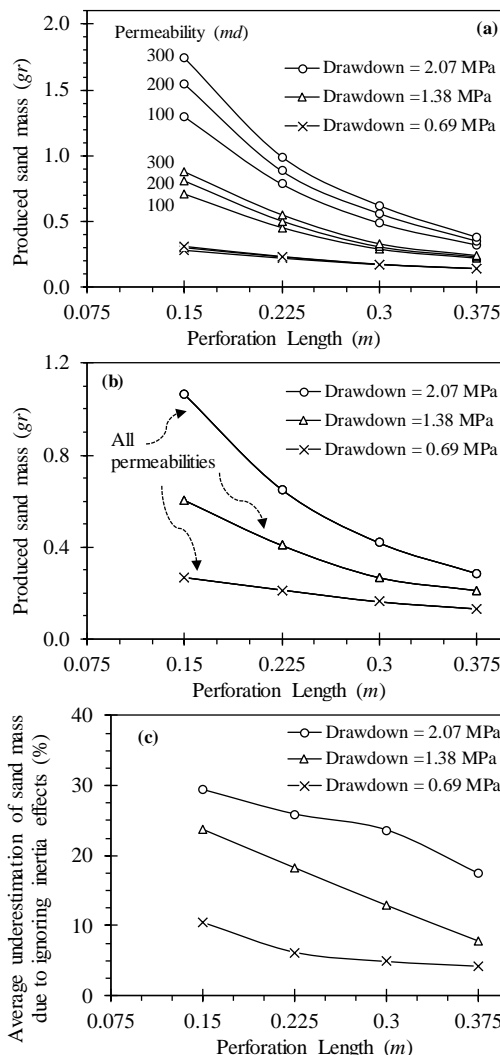 2.0
(a)
Permeability (md)
300
Drawdown = 2.07 MPa
1.5
200
Drawdown =1.38 MPa
100
Drawdown = 0.69 MPa
1.0
300
200
100
0.5
0.0
0.075 0.15 0.225 0.3 0.375
Perforation Length (m)
Produced sand mass (gr)
1.2
(b)
Drawdown = 2.07 MPa
Drawdown =1.38 MPa
Drawdown = 0.69 MPa
0.8
All
permeabilities
0.4
0.0
0.075 0.15 0.225 0.3 0.375
Perforation Length (m)
Produced sand mass (gr)
40
(c)
Drawdown = 2.07 MPa
Drawdown =1.38 MPa
Drawdown = 0.69 MPa
30
20
10
0
0.075 0.15 0.225 0.3 0.375
Perforation Length (m)
Average underestimation of sand mass
due to ignoring inertia effects (%)